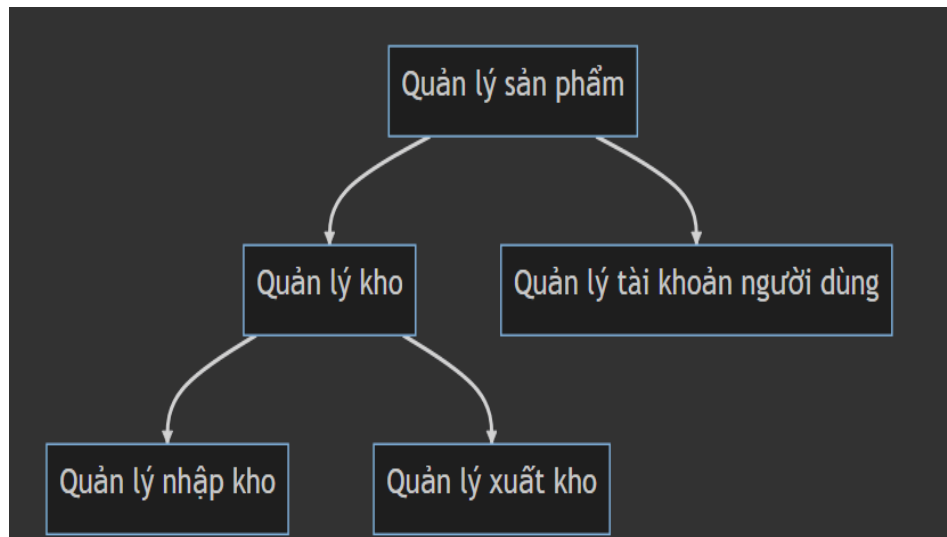 Quản lý sản phẩm
Quản lý kho
Quản lý tài khoản người dùng
Quản lý nhập kho
Quản lý xuất kho